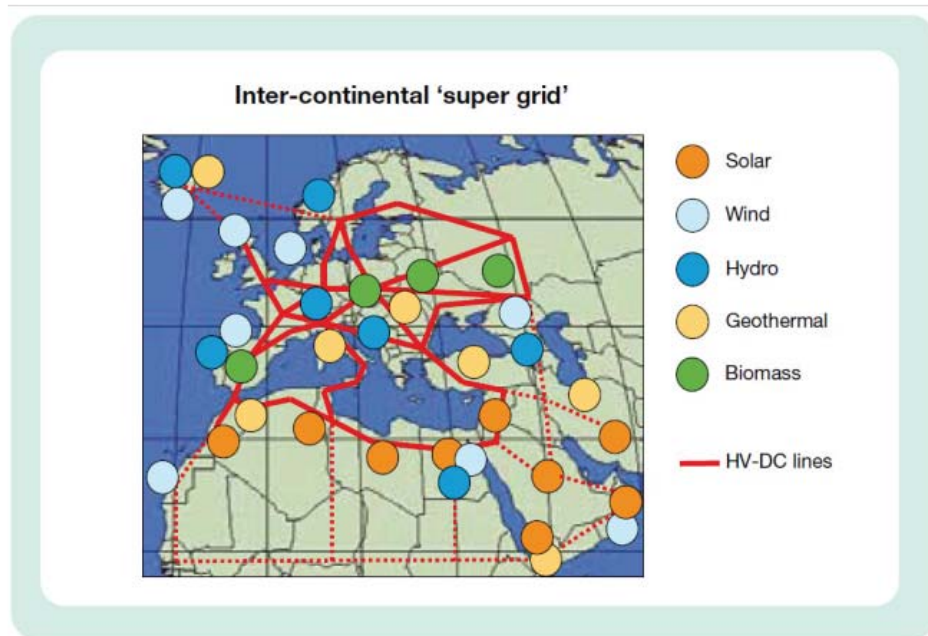 Inter-continental ‘super grid’
Solar
Wind
Hydro
Geothermal
Biomass
HV-DC lines